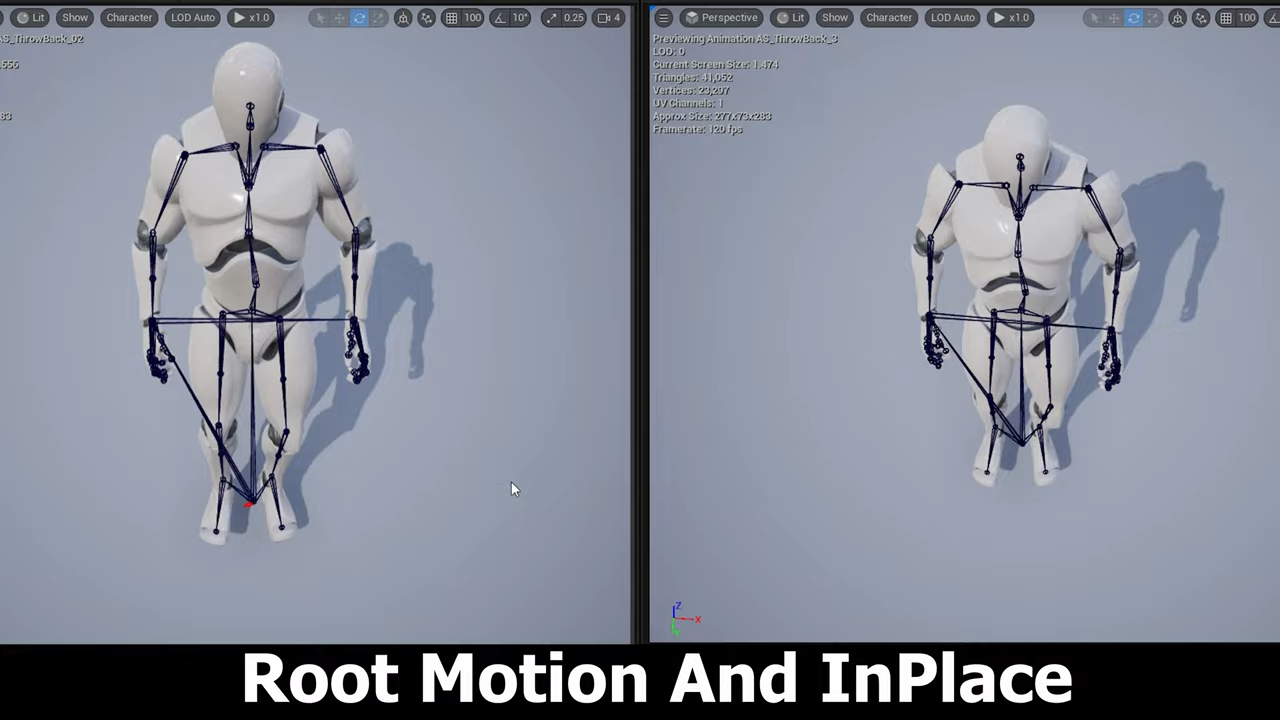 Lit Show Character LOD Auto x1.0 100 10° 0.25 4
AS_ThrowBack_02
.556
83
Perspective Lit Show Character LOD Auto x1.0 100
Previewing Animation AS_ThrowBack_3
LOD: 0
Current Screen Size: 1.474
Triangles: 41,052
Vertices: 23,297
UV Channels: 1
Approx Size: 277x73x283
Framerate: 120 fps
Z
X
Y
Root Motion And InPlace